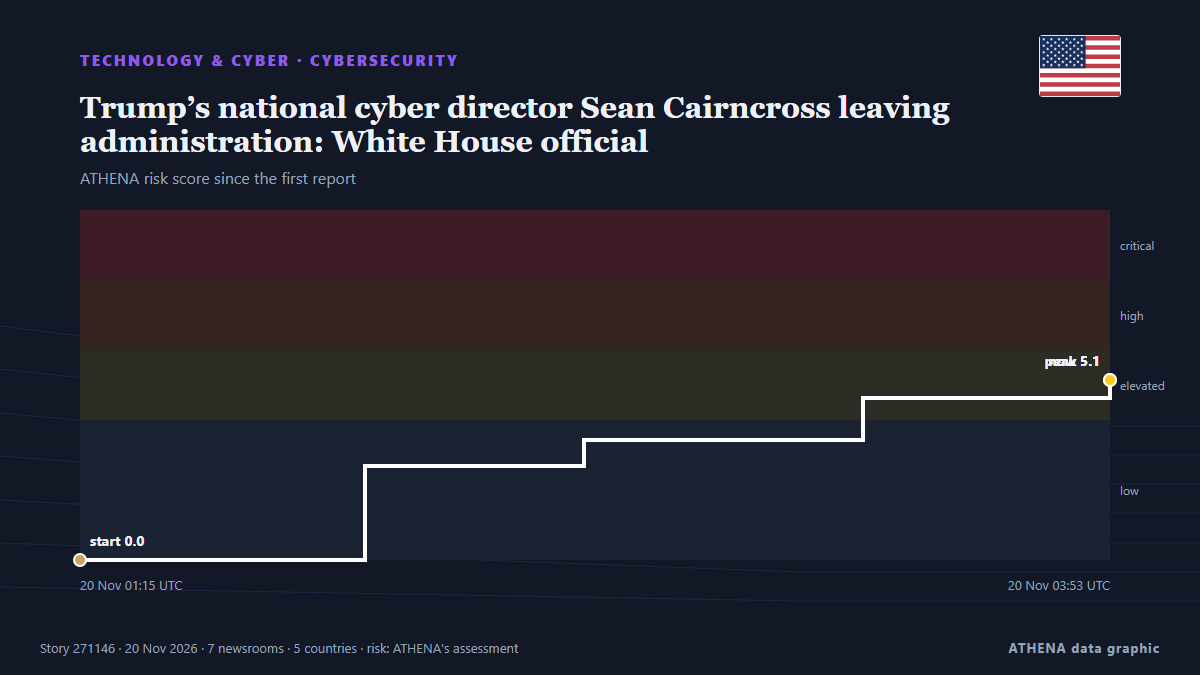 TECHNOLOGY & CYBER · CYBERSECURITY
Trump’s national cyber director Sean Cairncross leaving
administration: White House official
ATHENA risk score since the first report
critical
high
peak 5.1
elevated
low
start 0.0
20 Nov 01:15 UTC
20 Nov 03:53 UTC
Story 271146 · 20 Nov 2026 · 7 newsrooms · 5 countries · risk: ATHENA's assessment
ATHENA data graphic